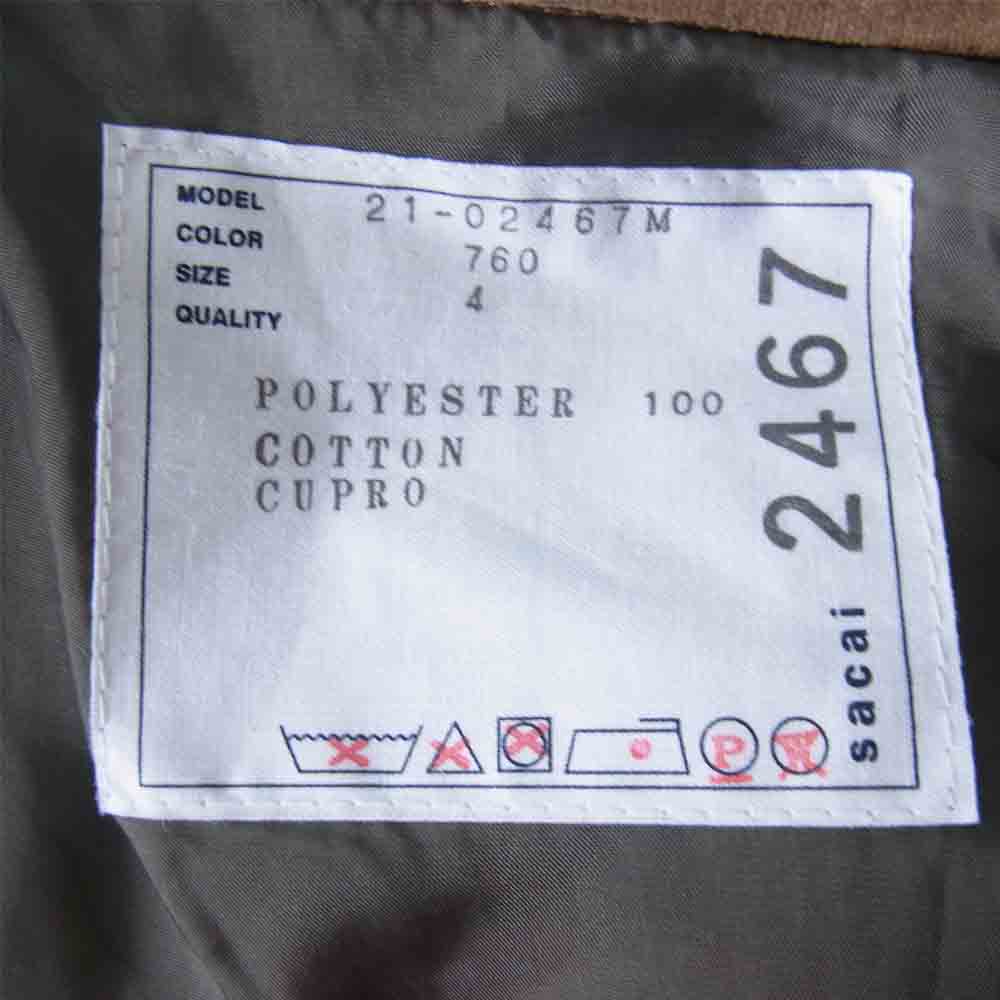 MODEL 21-02467M
COLOR 760
SIZE 4
QUALITY
POLYESTER 100
COTTON
CUPRO
sacai 2467
P
W